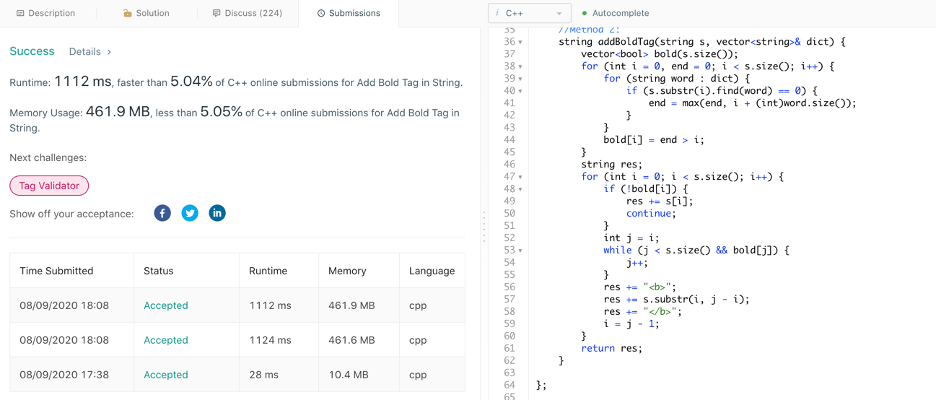 Description
Solution
Discuss (224)
Submissions
Success Details >
Runtime: 1112 ms, faster than 5.04% of C++ online submissions for Add Bold Tag in String.
Memory Usage: 461.9 MB, less than 5.05% of C++ online submissions for Add Bold Tag in
String.
Next challenges:
Tag Validator
Show off your acceptance:
Time Submitted Status Runtime Memory Language
08/09/2020 18:08 Accepted 1112 ms 461.9 MB cpp
08/09/2020 18:08 Accepted 1124 ms 461.6 MB cpp
08/09/2020 17:38 Accepted 28 ms 10.4 MB cpp
i C++ Autocomplete
35 //Method 2:
36 string addBoldTag(string s, vector<string>& dict) {
37 vector<bool> bold(s.size());
38 for (int i = 0, end = 0; i < s.size(); i++) {
39 for (string word : dict) {
40 if (s.substr(i).find(word) == 0) {
41 end = max(end, i + (int)word.size());
42 }
43 }
44 bold[i] = end > i;
45 }
46 string res;
47 for (int i = 0; i < s.size(); i++) {
48 if (!bold[i]) {
49 res += s[i];
50 continue;
51 }
52 int j = i;
53 while (j < s.size() && bold[j]) {
54 j++;
55 }
56 res += "<b>";
57 res += s.substr(i, j - i);
58 res += "</b>";
59 i = j - 1;
60 }
61 return res;
62 }
63
64 };
65